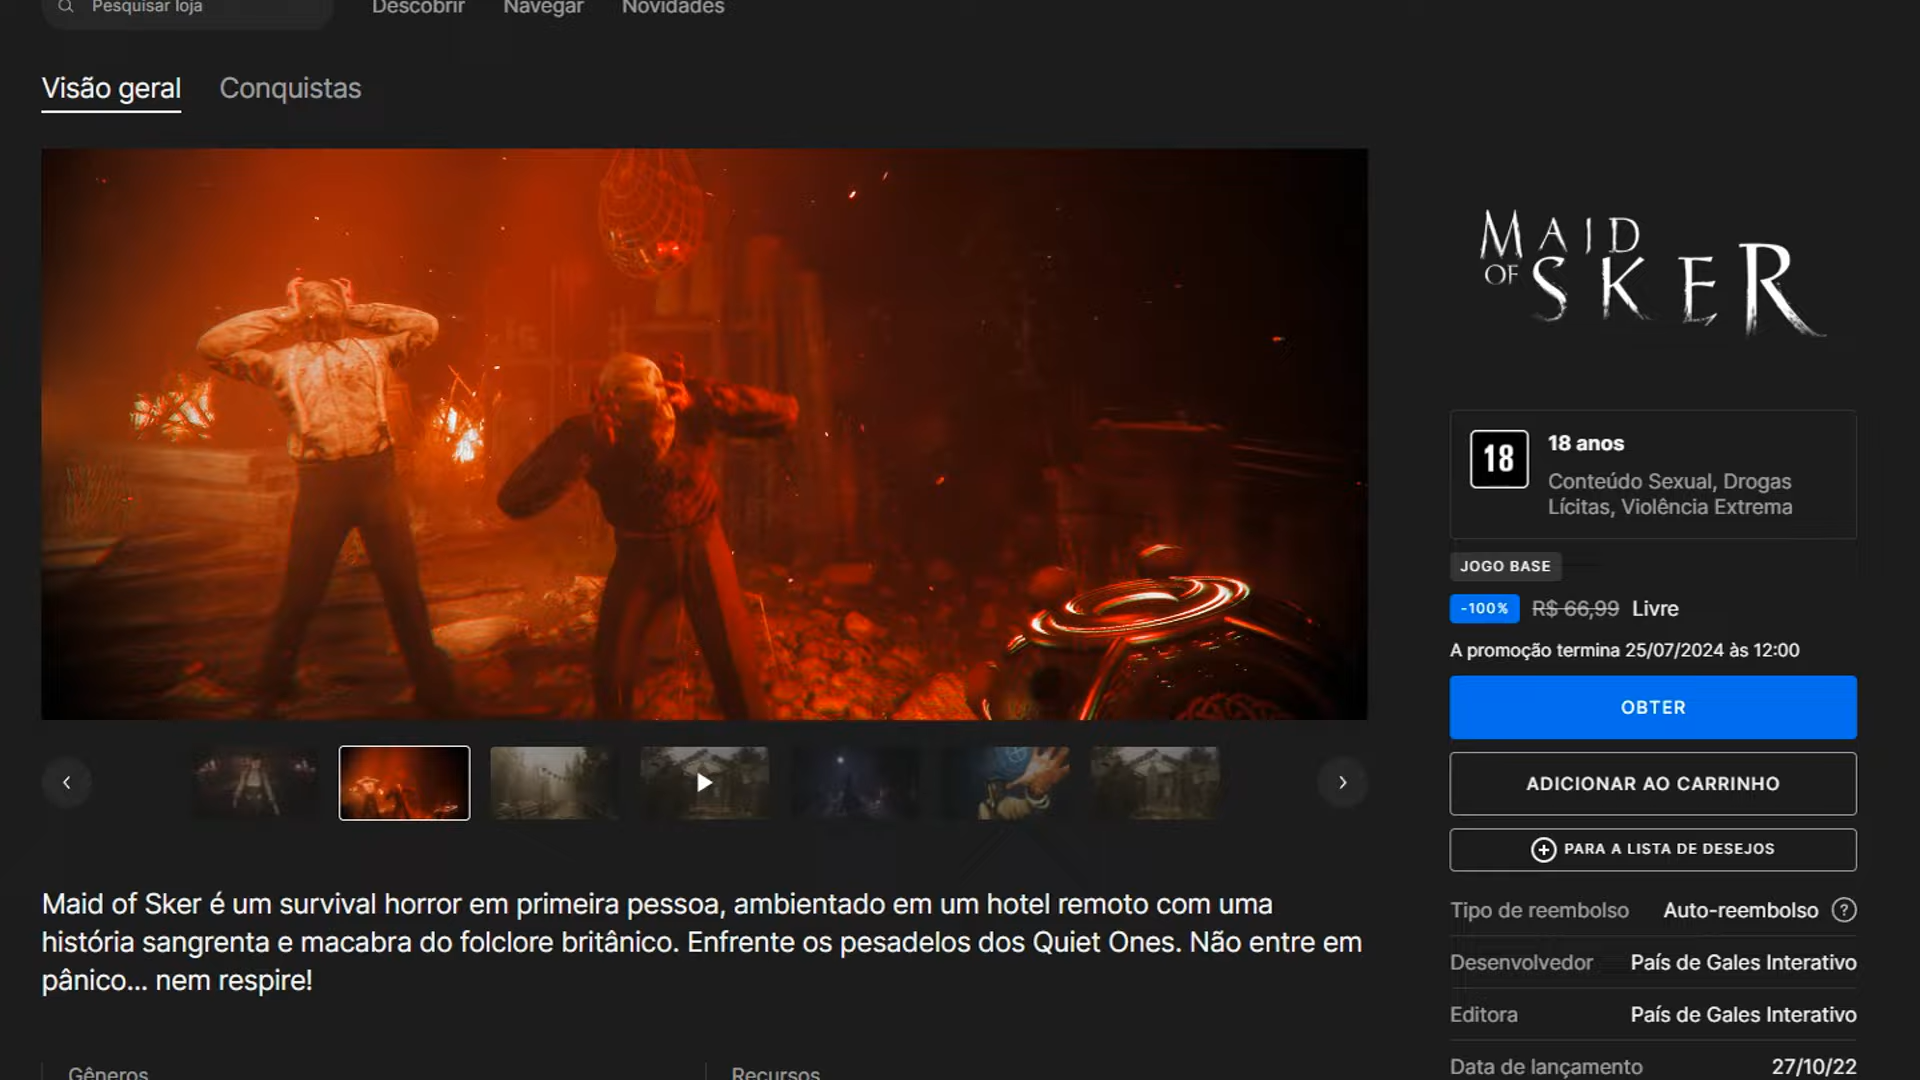 Pesquisar loja
Descobrir
Navegar
Novidades
Visão geral
Conquistas
MAID
OF SKER
18
18 anos
Conteúdo Sexual, Drogas
Lícitas, Violência Extrema
JOGO BASE
-100% R$ 66,99 Livre
A promoção termina 25/07/2024 às 12:00
OBTER
ADICIONAR AO CARRINHO
PARA A LISTA DE DESEJOS
Tipo de reembolso Auto-reembolso ?
Desenvolvedor País de Gales Interativo
Editora País de Gales Interativo
Data de lançamento 27/10/22
Maid of Sker é um survival horror em primeira pessoa, ambientado em um hotel remoto com uma
história sangrenta e macabra do folclore britânico. Enfrente os pesadelos dos Quiet Ones. Não entre em
pânico... nem respire!
Gêneros
Recursos